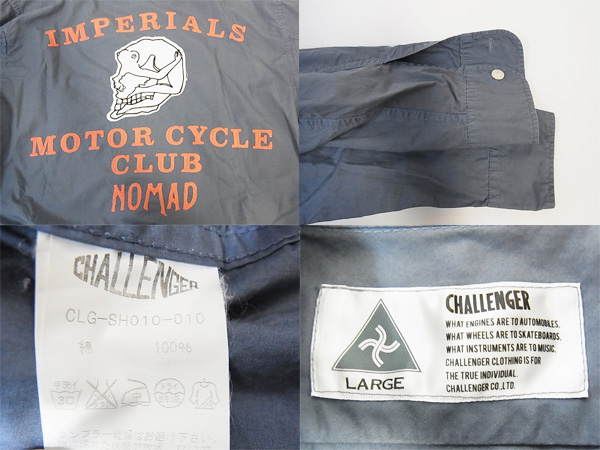 IMPERIALS
MOTOR CYCLE
CLUB
NOMAD
CHALLENGER
CLG-SH010-010
綿 100%
CHALLENGER
WHAT ENGINES ARE TO AUTOMOBILES,
WHAT WHEELS ARE TO SKATEBOARDS,
WHAT INSTRUMENTS ARE TO MUSIC,
CHALLENGER CLOTHING IS FOR
THE TRUE INDIVIDUAL.
CHALLENGER CO.LTD.
LARGE